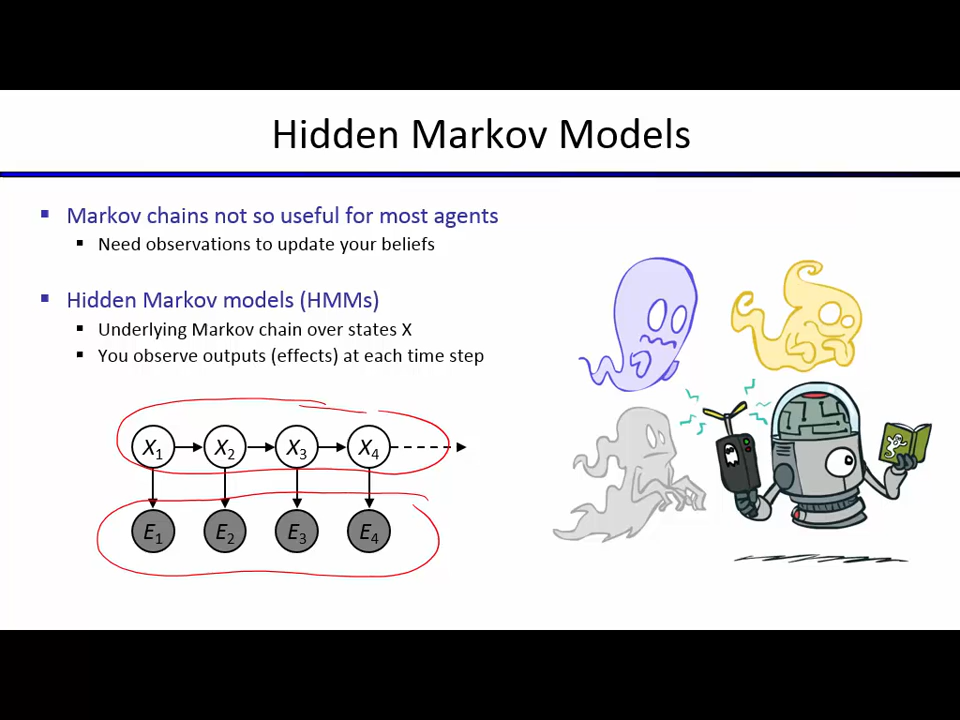 Hidden Markov Models
Markov chains not so useful for most agents
Need observations to update your beliefs
Hidden Markov models (HMMs)
Underlying Markov chain over states X
You observe outputs (effects) at each time step
X1 X2 X3 X4
E1 E2 E3 E4